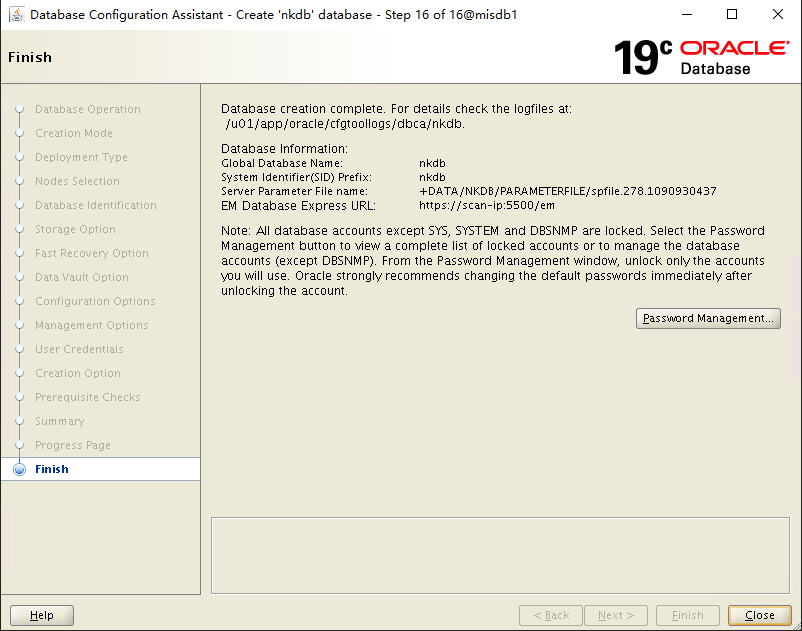 Database Configuration Assistant - Create 'nkdb' database - Step 16 of 16@misdb1
Finish
19c ORACLE
Database
Database Operation
Creation Mode
Deployment Type
Nodes Selection
Database Identification
Storage Option
Fast Recovery Option
Data Vault Option
Configuration Options
Management Options
User Credentials
Creation Option
Prerequisite Checks
Summary
Progress Page
Finish
Database creation complete. For details check the logfiles at:
/u01/app/oracle/cfgtoollogs/dbca/nkdb.
Database Information:
Global Database Name: nkdb
System Identifier(SID) Prefix: nkdb
Server Parameter File name: +DATA/NKDB/PARAMETERFILE/spfile.278.1090930437
EM Database Express URL: https://scan-ip:5500/em
Note: All database accounts except SYS, SYSTEM and DBSNMP are locked. Select the Password
Management button to view a complete list of locked accounts or to manage the database
accounts (except DBSNMP). From the Password Management window, unlock only the accounts
you will use. Oracle strongly recommends changing the default passwords immediately after
unlocking the account.
Password Management...
Help
< Back
Next >
Finish
Close